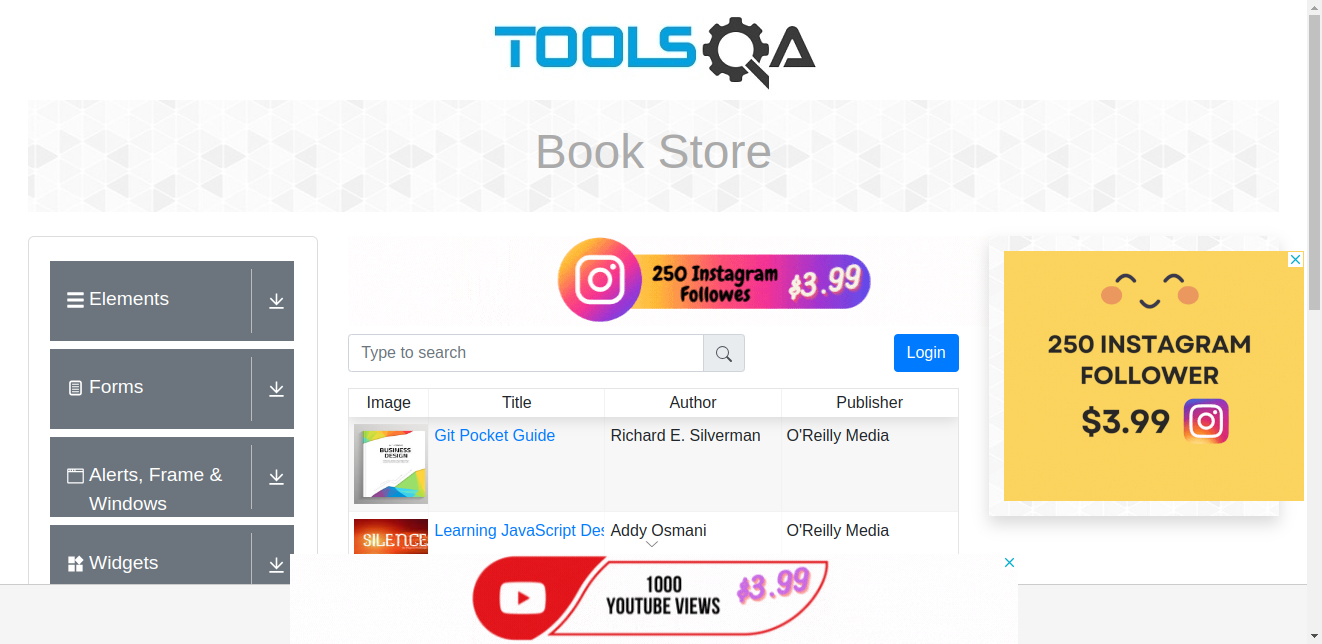 TOOLSQA
Book Store
Elements
Forms
Alerts, Frame &
Windows
Widgets
250 Instagram
Followes
$3.99
Type to search
Login
Image Title Author Publisher
BUSINESS
DESIGN
Git Pocket Guide Richard E. Silverman O'Reilly Media
SILENCE
Learning JavaScript Des Addy Osmani O'Reilly Media
250 INSTAGRAM
FOLLOWER
$3.99
1000
YOUTUBE VIEWS
$3.99